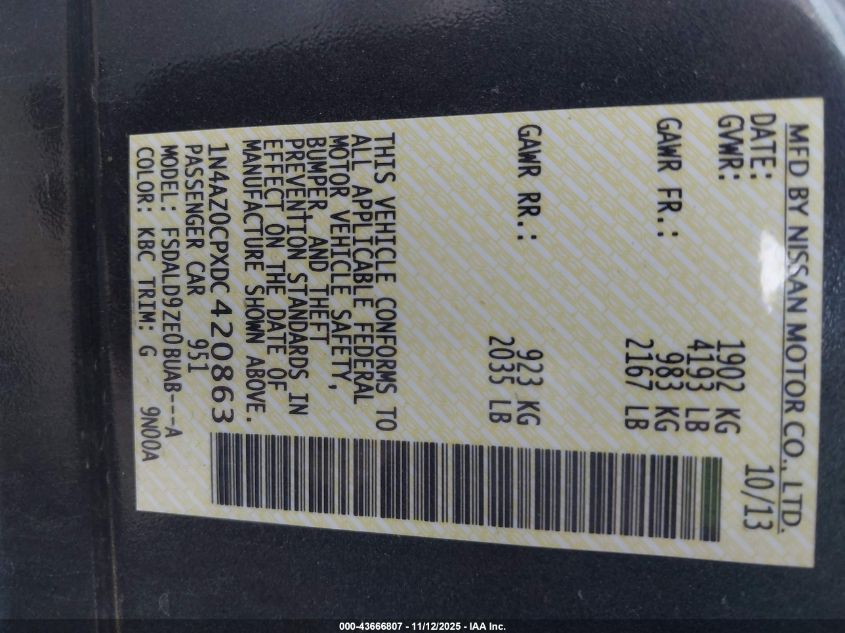 MFD BY NISSAN MOTOR CO., LTD.
DATE: 10/13
GVWR: 1902 KG
4193 LB
GAWR FR.: 983 KG
2167 LB
GAWR RR.: 923 KG
2035 LB
THIS VEHICLE CONFORMS TO
ALL APPLICABLE FEDERAL
MOTOR VEHICLE SAFETY,
BUMPER, AND THEFT
PREVENTION STANDARDS IN
EFFECT ON THE DATE OF
MANUFACTURE SHOWN ABOVE.
1N4AZ0CPXDC420863
PASSENGER CAR 951
MODEL: FSDALD9ZE0BUAB---A
COLOR: KBC TRIM: G 9N00A
000-43666807 - 11/12/2025 - IAA Inc.